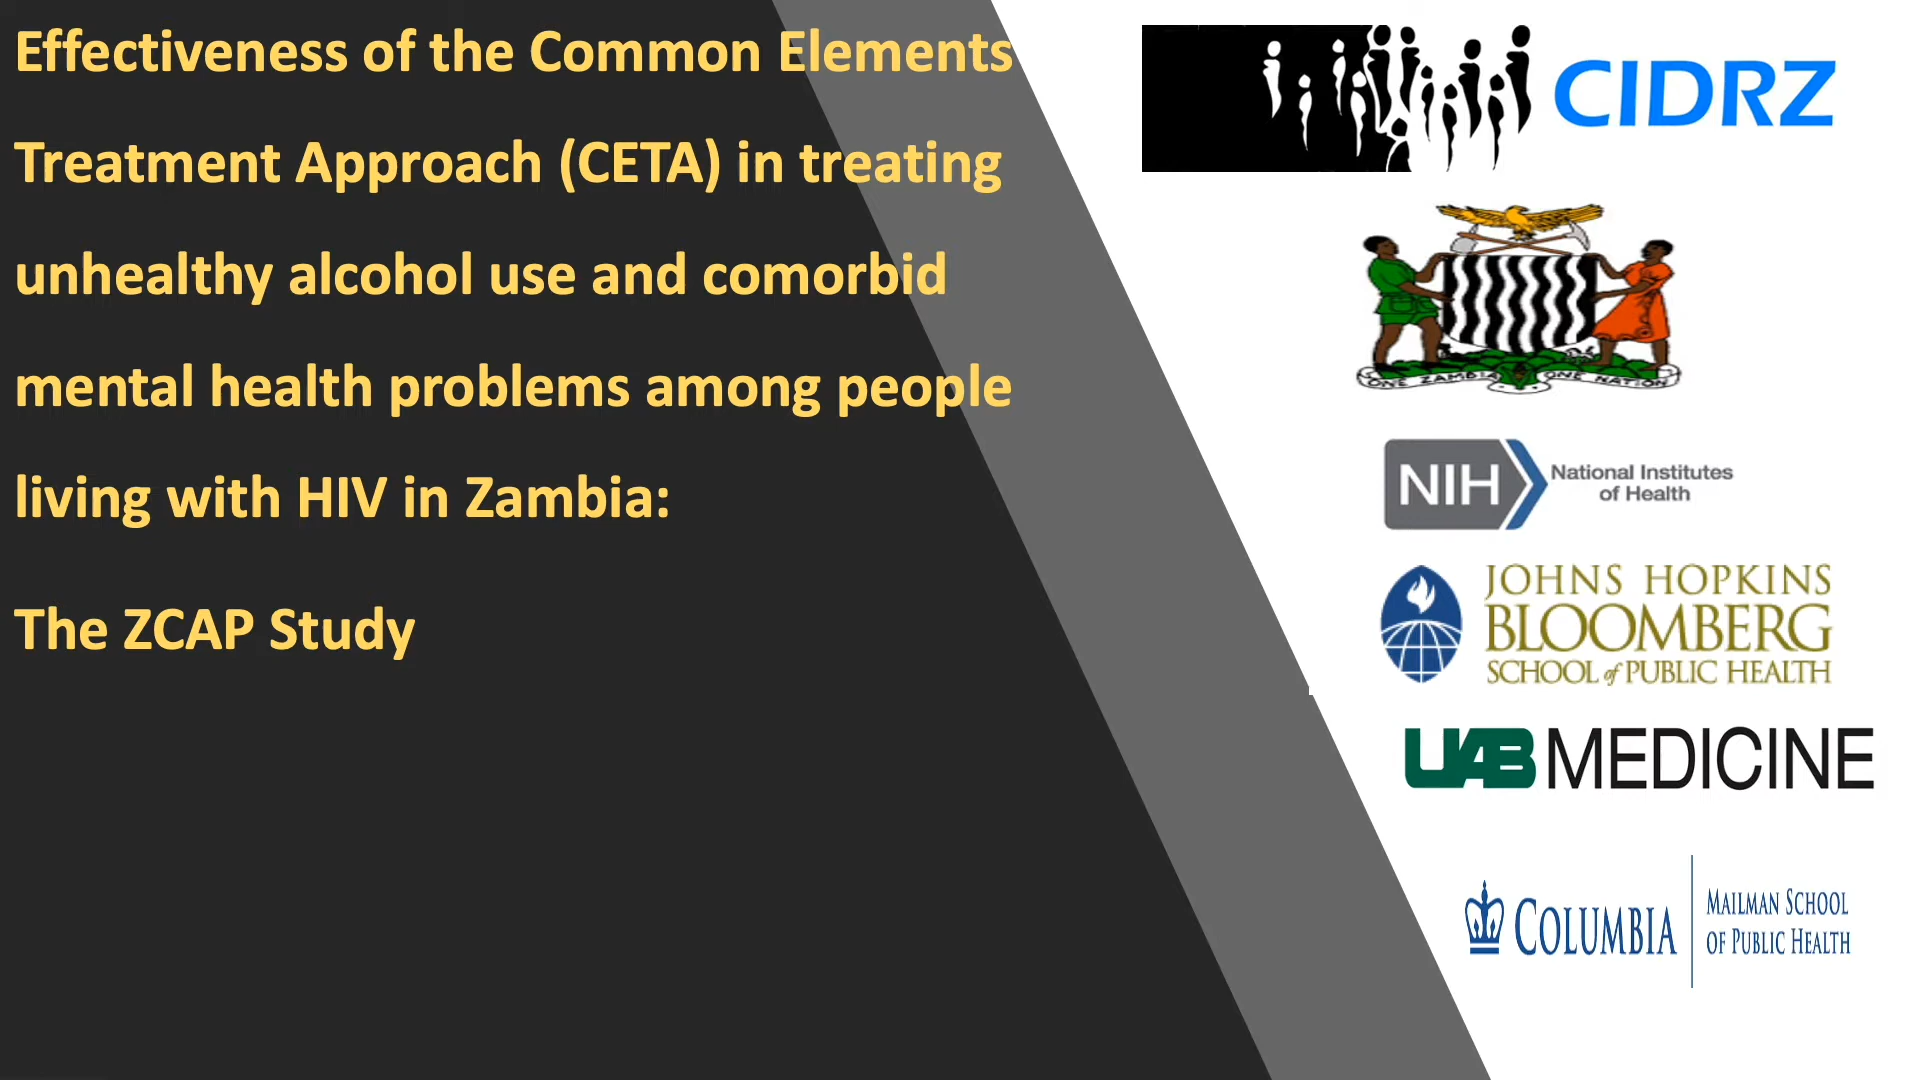 Effectiveness of the Common Elements
Treatment Approach (CETA) in treating
unhealthy alcohol use and comorbid
mental health problems among people
living with HIV in Zambia:
The ZCAP Study
CIDRZ
ONE ZAMBIA ONE NATION
NIH National Institutes
of Health
JOHNS HOPKINS
BLOOMBERG
SCHOOL of PUBLIC HEALTH
UAB MEDICINE
COLUMBIA
MAILMAN SCHOOL
OF PUBLIC HEALTH